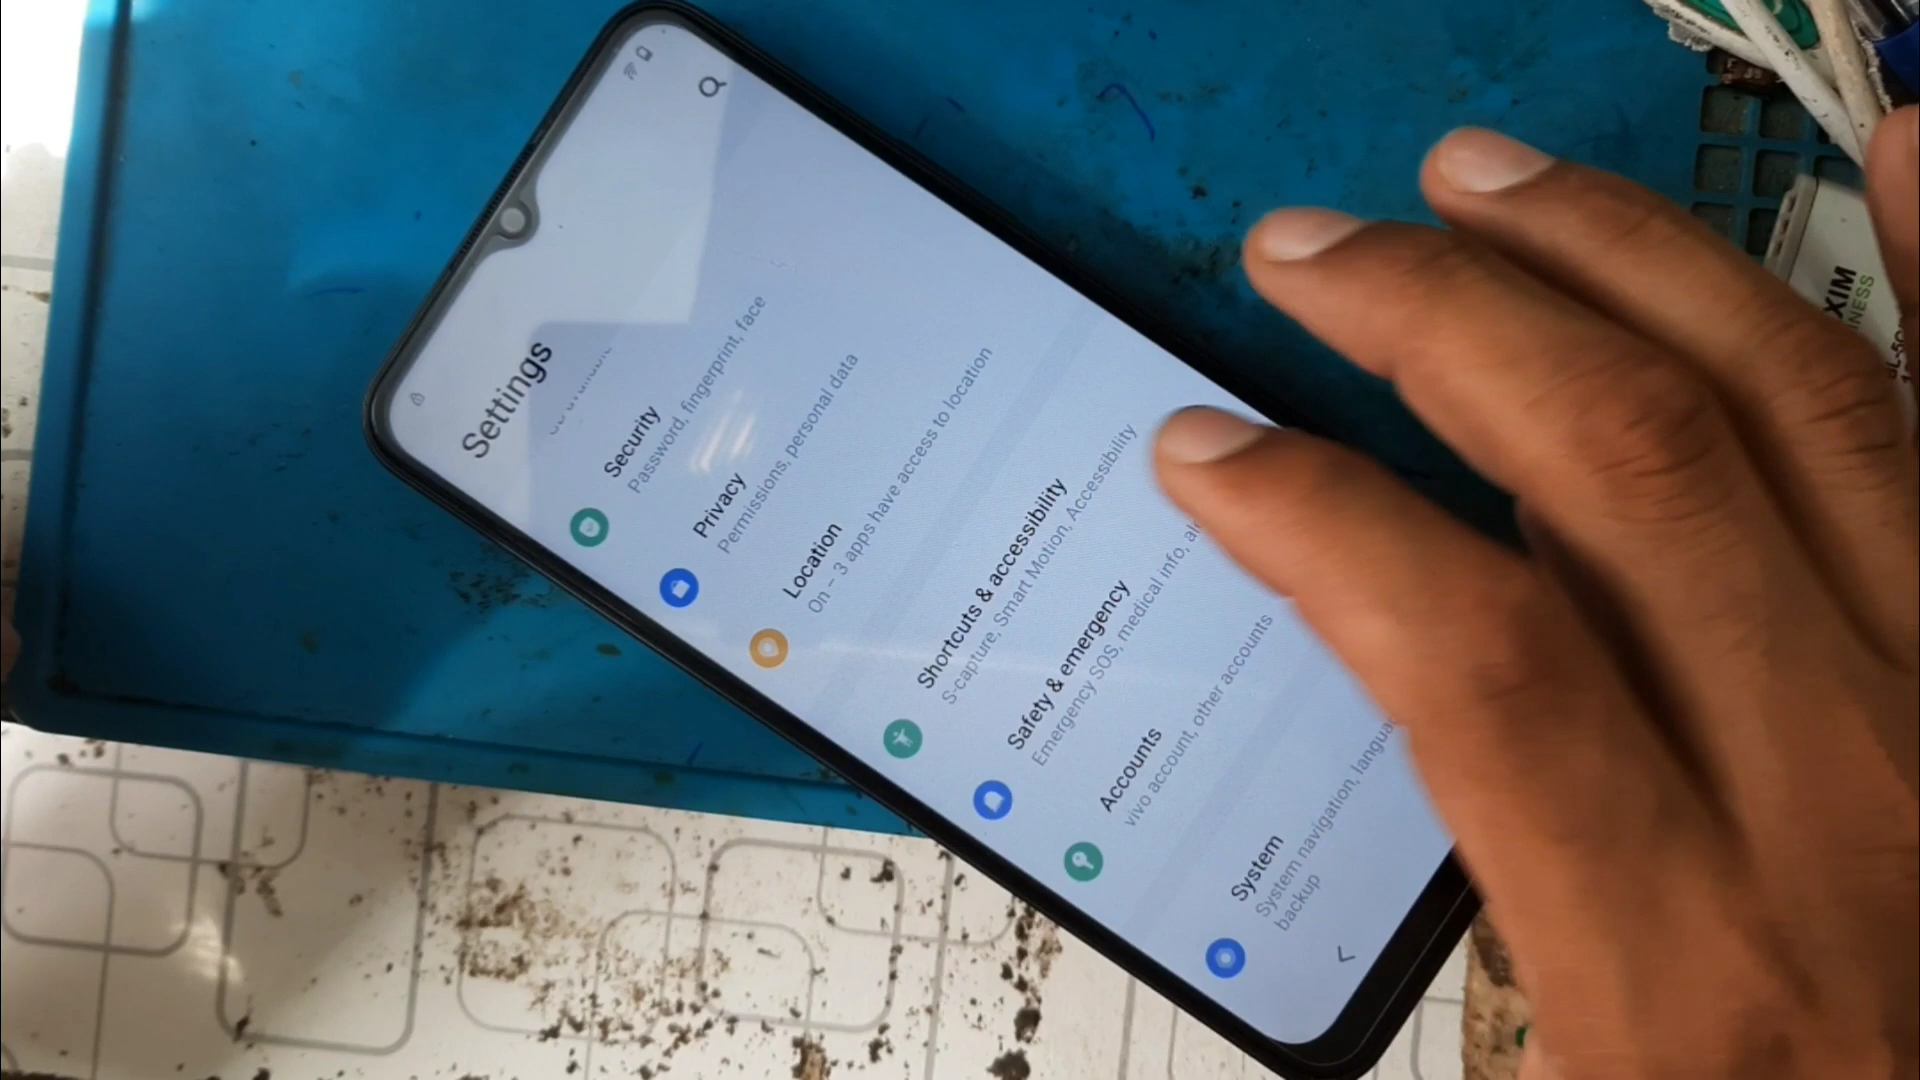 Settings
Security
Password, fingerprint, face
Privacy
Permissions, personal data
Location
On – 3 apps have access to location
Shortcuts & accessibility
S-capture, Smart Motion, Accessibility
Safety & emergency
Emergency SOS, medical info,
Accounts
vivo account, other accounts
System
System navigation,
backup